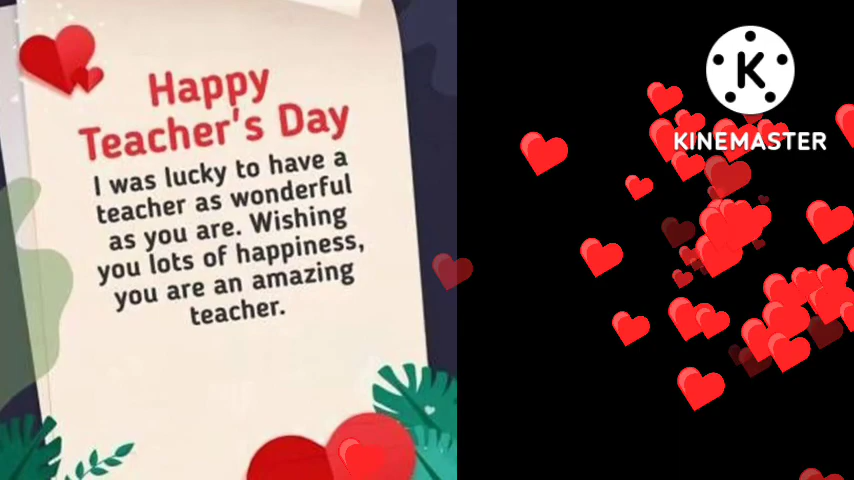 Happy
Teacher's Day
I was lucky to have a
teacher as wonderful
as you are. Wishing
you lots of happiness,
you are an amazing
teacher.
K
KINEMASTER